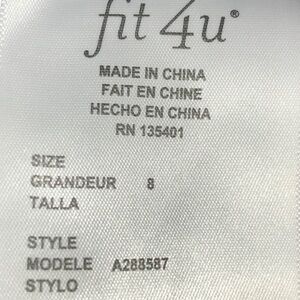 fit 4u®
MADE IN CHINA
FAIT EN CHINE
HECHO EN CHINA
RN 135401
SIZE
GRANDEUR 8
TALLA
STYLE
MODELE A288587
STYLO